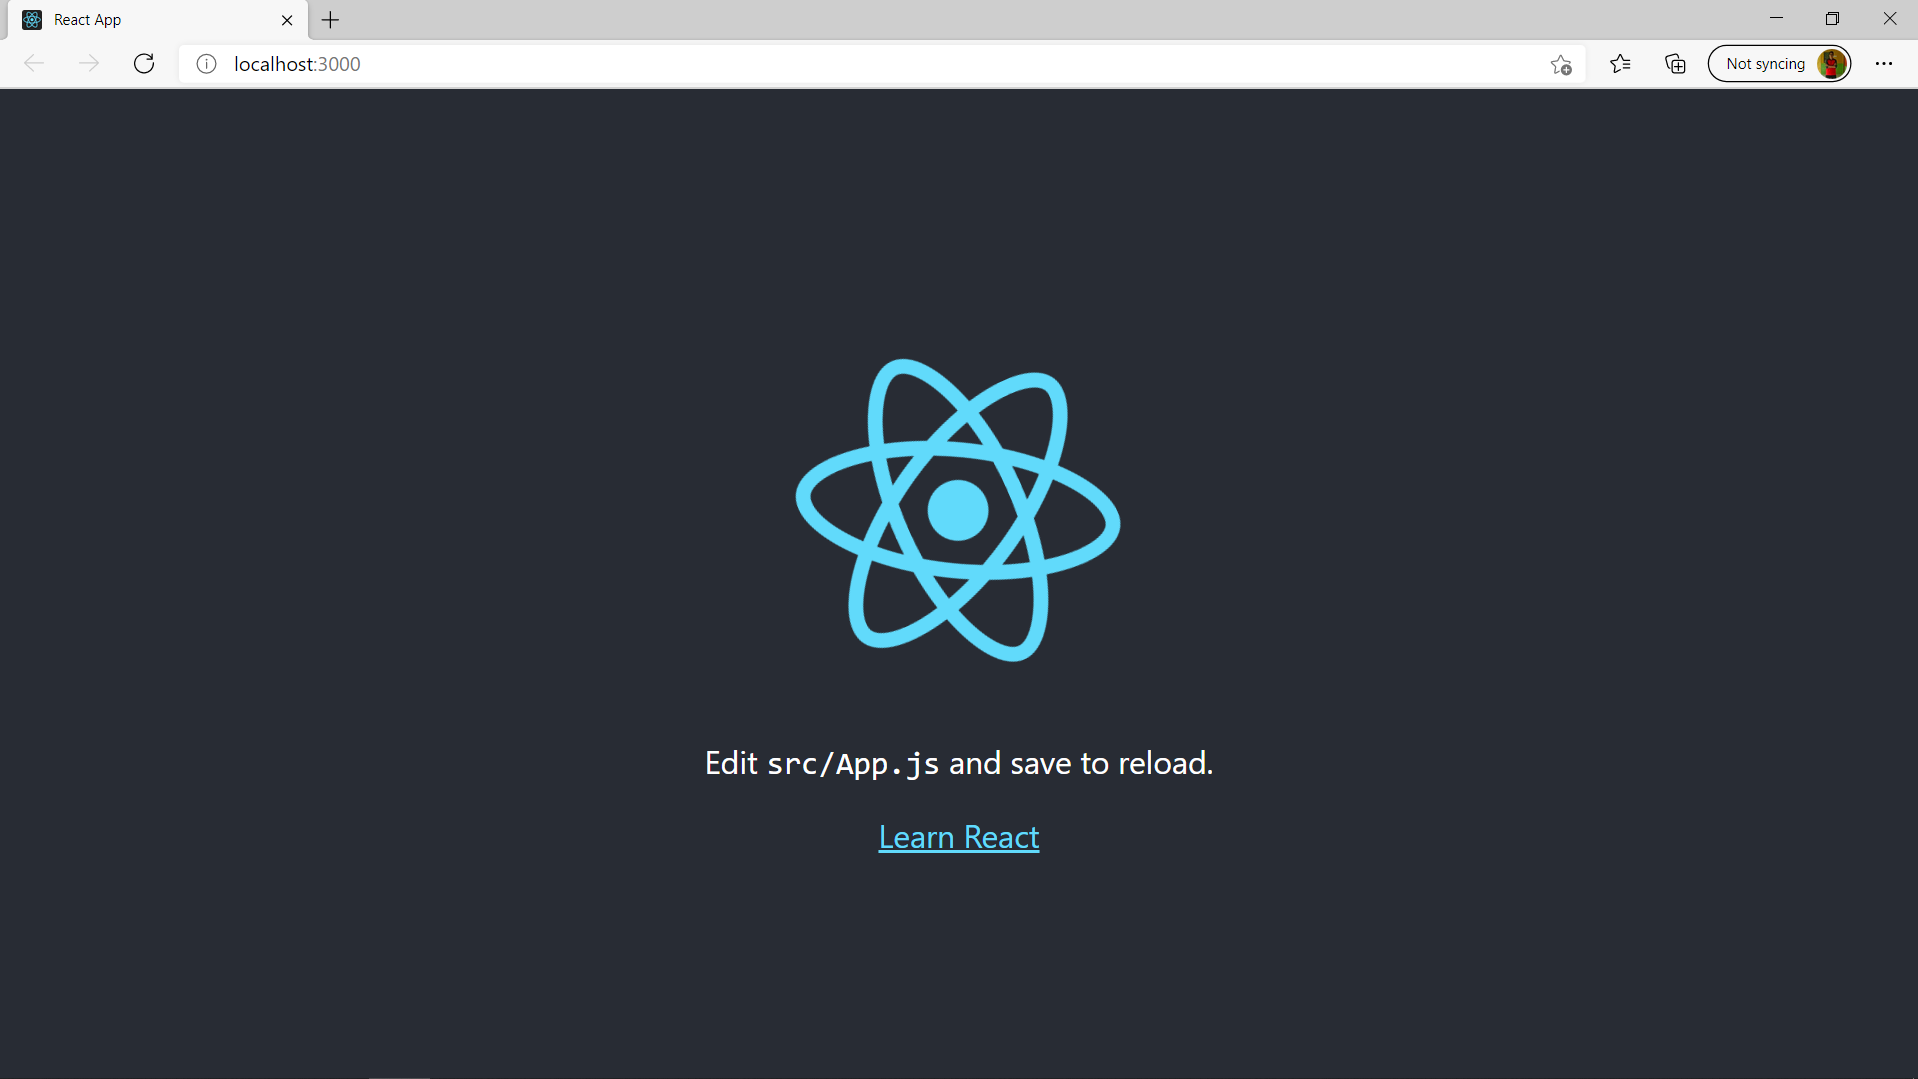 React App
localhost:3000
Not syncing
Edit src/App.js and save to reload.
Learn React